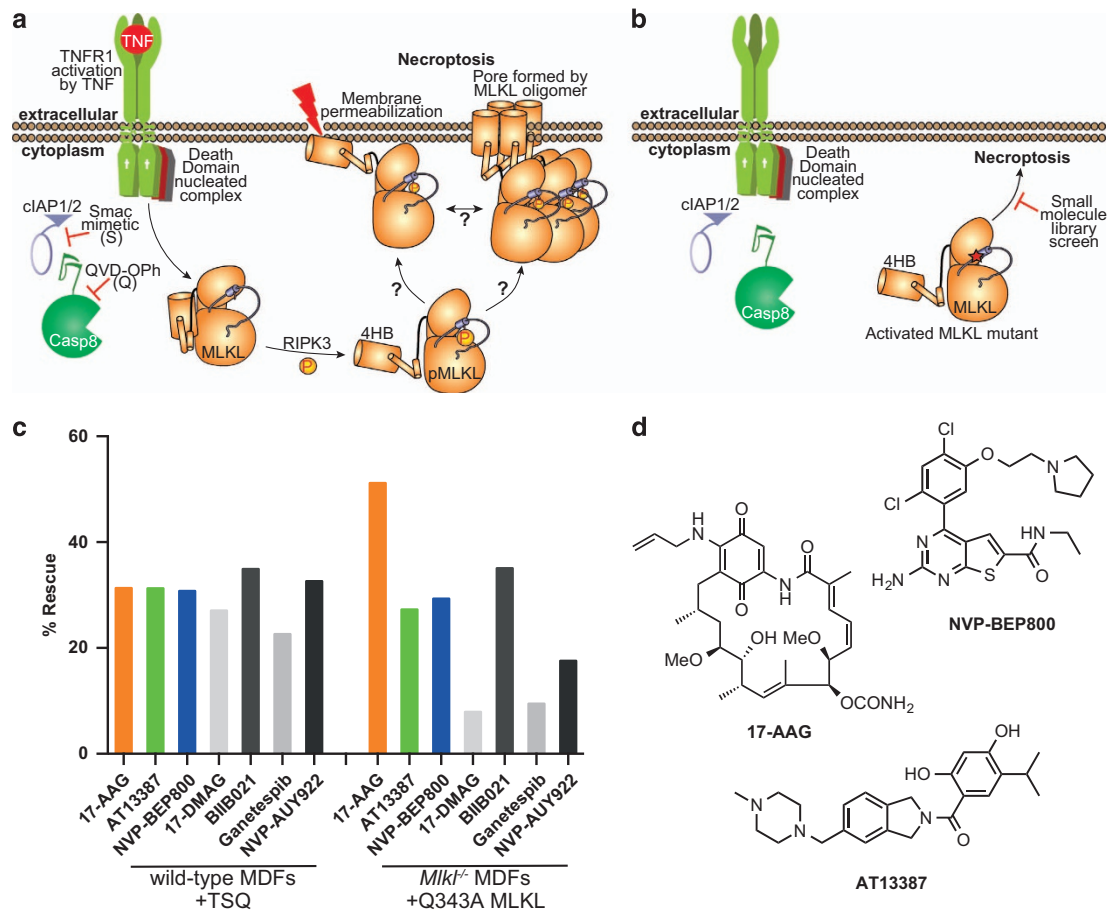 a
TNF
TNFR1
activation
by TNF
extracellular
cytoplasm
Death
Domain
nucleated
complex
cIAP1/2
Smac
mimetic
(S)
QVD-OPh
(Q)
Casp8
MLKL
RIPK3
P
4HB
P
pMLKL
Membrane
permeabilization
Necroptosis
Pore formed by
MLKL oligomer
P
P
P
P
?
?
?
b
extracellular
cytoplasm
Death
Domain
nucleated
complex
cIAP1/2
Casp8
Necroptosis
Small
molecule
library
screen
4HB
MLKL
Activated MLKL mutant
c
% Rescue
60
40
20
0
17-AAG
AT13387
NVP-BEP800
17-DMAG
BIIB021
Ganetespib
NVP-AUY922
17-AAG
AT13387
NVP-BEP800
17-DMAG
BIIB021
Ganetespib
NVP-AUY922
wild-type MDFs
+TSQ
Mlkl-/- MDFs
+Q343A MLKL
d
O
H
N
O
N
H
O
OH
MeO
MeO
OCONH2
17-AAG
Cl
Cl
O
N
N
H2N
N
S
HN
O
NVP-BEP800
OH
HO
N
N
N
O
AT13387